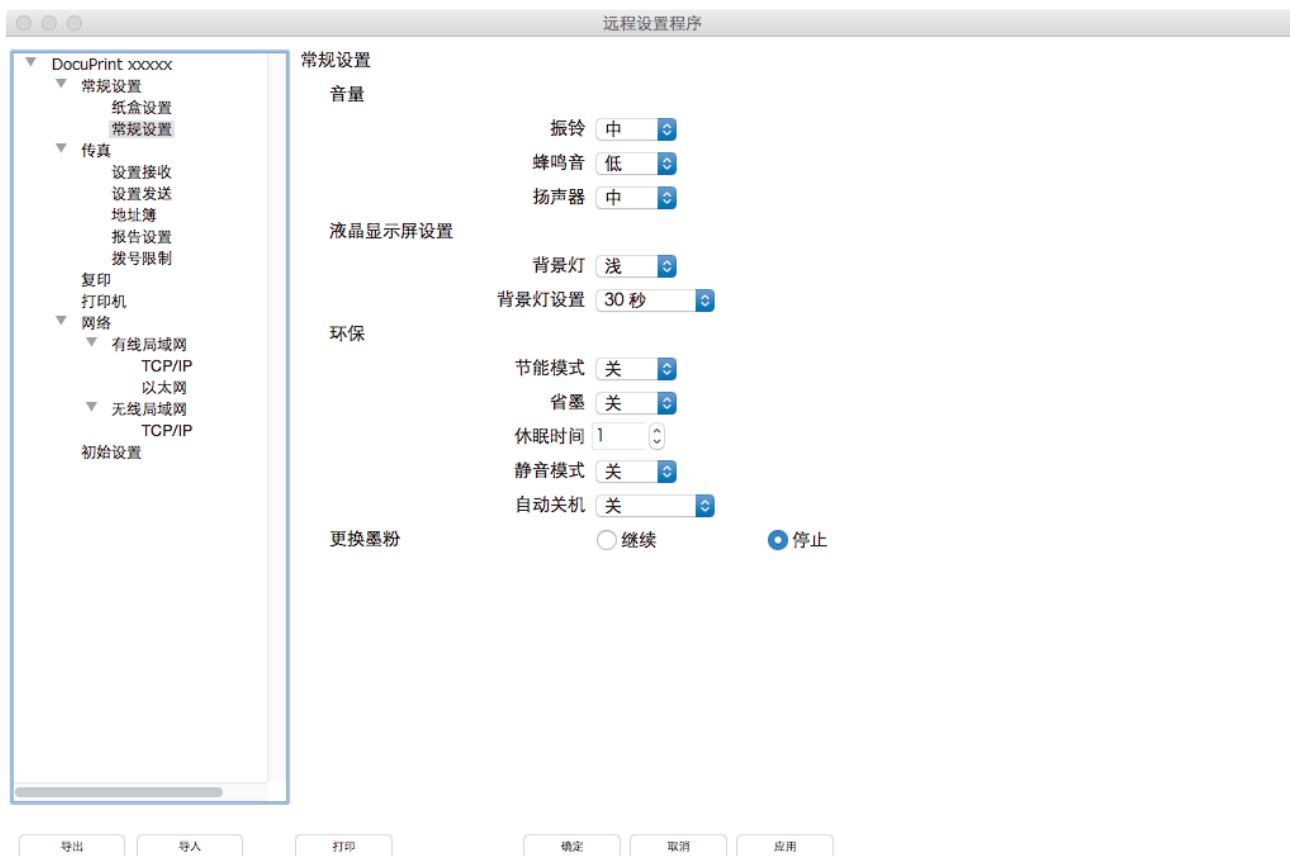 远程设置程序
DocuPrint xxxxx
常规设置
纸盒设置
常规设置
传真
设置接收
设置发送
地址簿
报告设置
拨号限制
复印
打印机
网络
有线局域网
TCP/IP
以太网
无线局域网
TCP/IP
初始设置
常规设置
音量
振铃 中
蜂鸣音 低
扬声器 中
液晶显示屏设置
背景灯 浅
背景灯设置 30 秒
环保
节能模式 关
省墨 关
休眠时间 1
静音模式 关
自动关机 关
更换墨粉 继续 停止
导出 导入 打印 确定 取消 应用